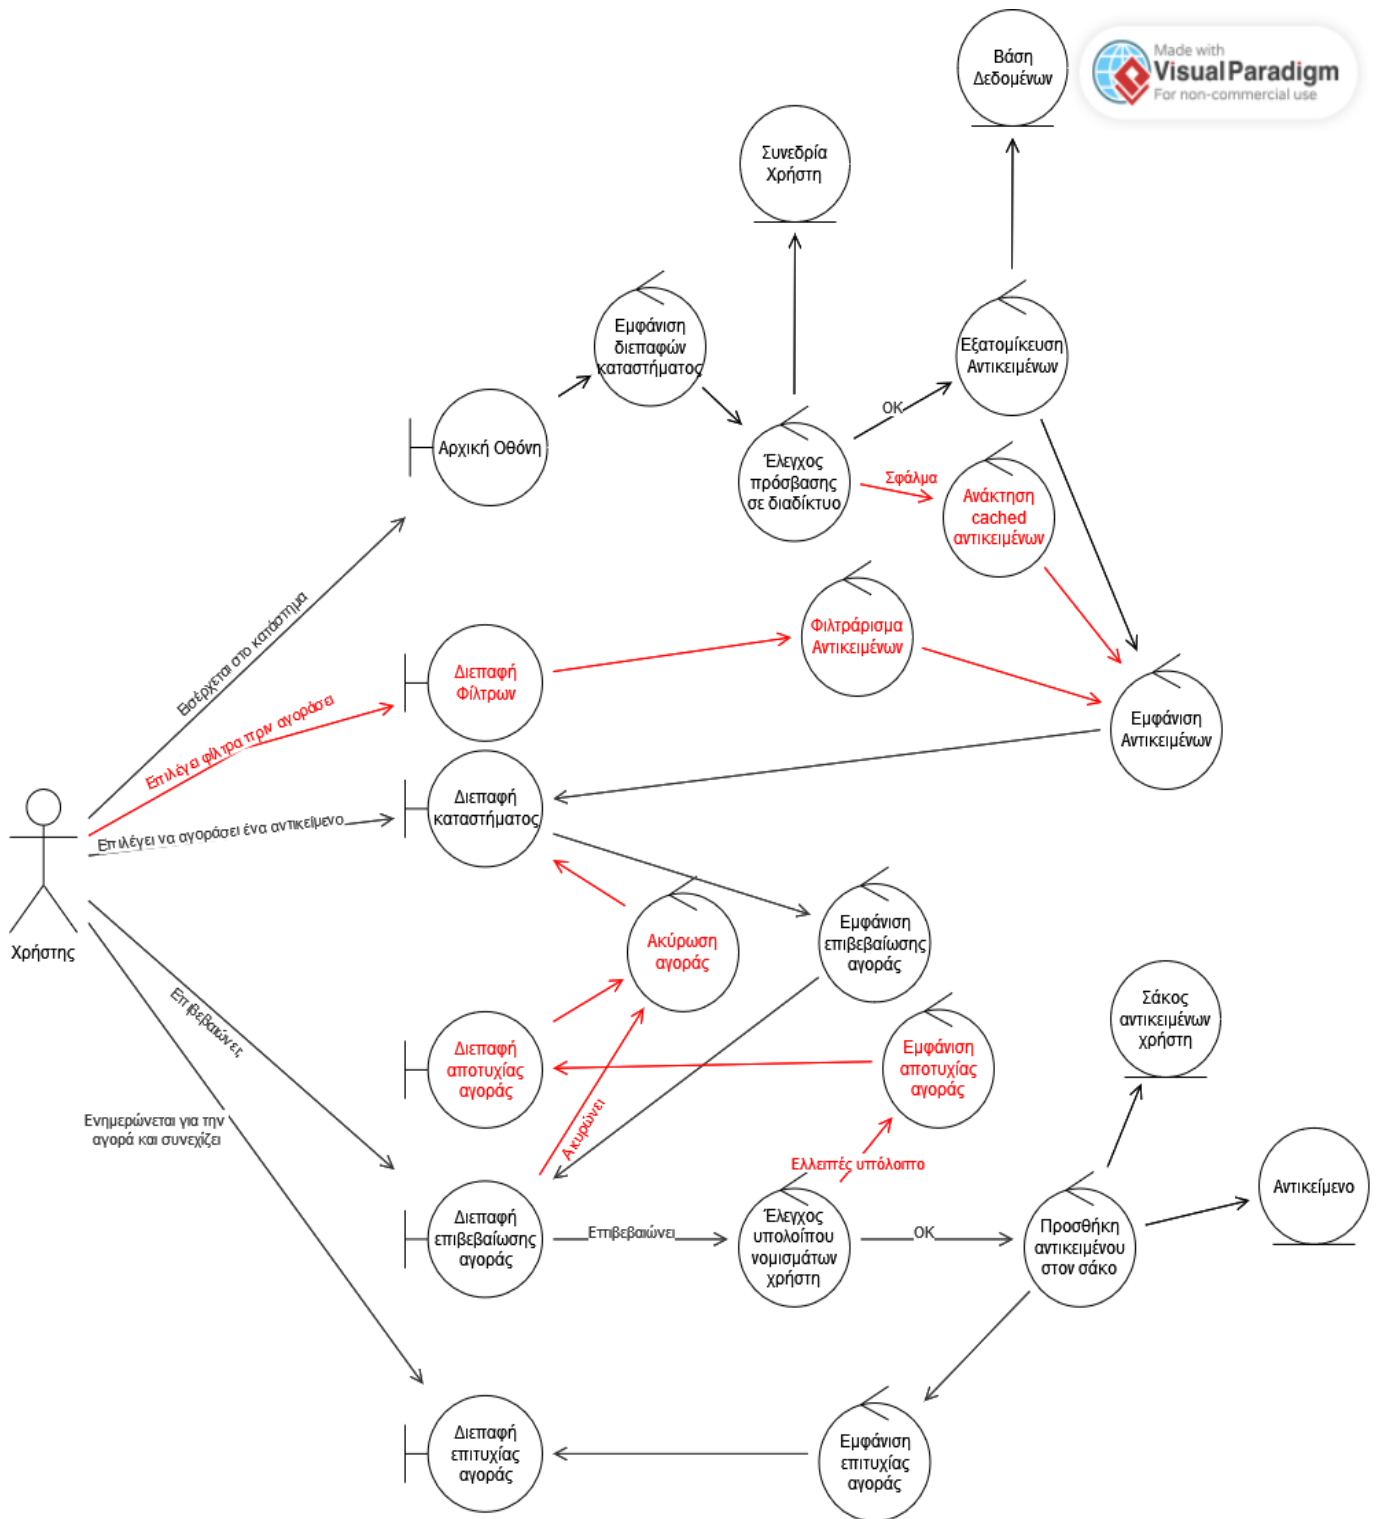 Βάση
Δεδομένων
Made with
Visual Paradigm
For non-commercial use
Συνεδρία
Χρήστη
Εμφάνιση
διεπαφών
καταστήματος
Εξατομίκευση
Αντικειμένων
Αρχική Οθόνη
OK
Έλεγχος
πρόσβασης
σε διαδίκτυο
Σφάλμα
Ανάκτηση
cached
αντικειμένων
Εισέρχεται στο κατάστημα
Φιλτράρισμα
Αντικειμένων
Διεπαφή
Φίλτρων
Επιλέγει φίλτρα πριν αγοράσει
Εμφάνιση
Αντικειμένων
Διεπαφή
καταστήματος
Επιλέγει να αγοράσει ένα αντικείμενο
Χρήστης
Ακύρωση
αγοράς
Εμφάνιση
επιβεβαίωσης
αγοράς
Σάκος
αντικειμένων
χρήστη
Επιβεβαιώνει
Διεπαφή
αποτυχίας
αγοράς
Εμφάνιση
αποτυχίας
αγοράς
Ενημερώνεται για την
αγορά και συνεχίζει
Ακυρώνει
Ελλειπές υπόλοιπο
Αντικείμενο
Διεπαφή
επιβεβαίωσης
αγοράς
Επιβεβαιώνει
Έλεγχος
υπολοίπου
νομισμάτων
χρήστη
OK
Προσθήκη
αντικειμένου
στον σάκο
Διεπαφή
επιτυχίας
αγοράς
Εμφάνιση
επιτυχίας
αγοράς